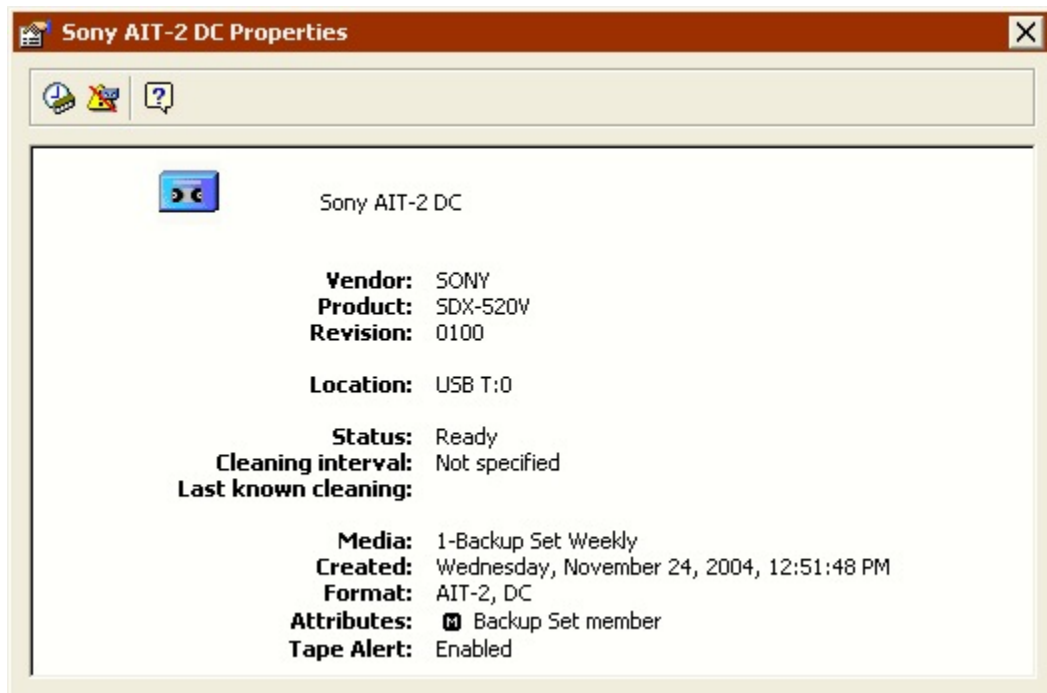 Sony AIT-2 DC Properties
Sony AIT-2 DC
Vendor: SONY
Product: SDX-520V
Revision: 0100
Location: USB T:0
Status: Ready
Cleaning interval: Not specified
Last known cleaning:
Media: 1-Backup Set Weekly
Created: Wednesday, November 24, 2004, 12:51:48 PM
Format: AIT-2, DC
Attributes: M Backup Set member
Tape Alert: Enabled